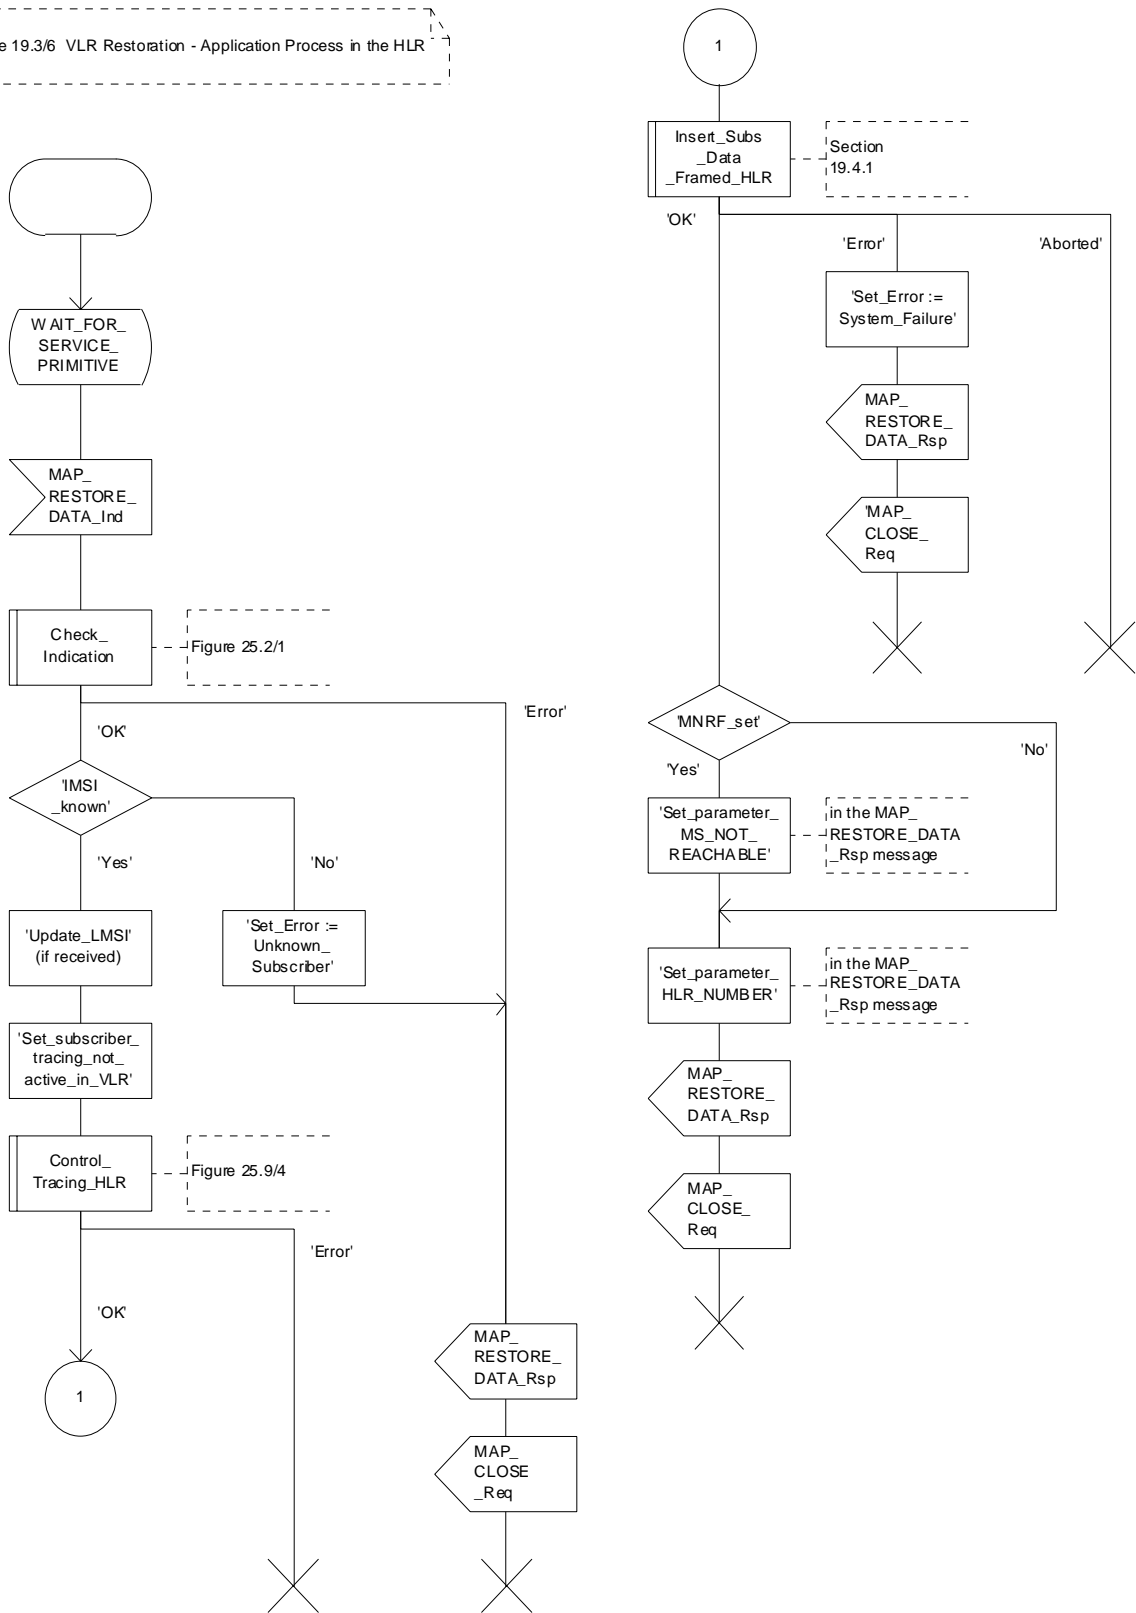 e 19.3/6 VLR Restoration - Application Process in the HLR
WAIT_FOR_
SERVICE_
PRIMITIVE
MAP_
RESTORE_
DATA_Ind
Check_
Indication
Figure 25.2/1
'Error'
'OK'
'IMSI
_known'
'Yes'
'No'
'Update_LMSI'
(if received)
'Set_Error :=
Unknown_
Subscriber'
'Set_subscriber_
tracing_not_
active_in_VLR'
Control_
Tracing_HLR
Figure 25.9/4
'Error'
'OK'
1
MAP_
RESTORE_
DATA_Rsp
MAP_
CLOSE
_Req
1
Insert_Subs
_Data
_Framed_HLR
Section
19.4.1
'OK'
'Error'
'Aborted'
'Set_Error :=
System_Failure'
MAP_
RESTORE_
DATA_Rsp
'MAP_
CLOSE_
Req
'MNRF_set'
'No'
'Yes'
'Set_parameter_
MS_NOT_
REACHABLE'
in the MAP_
RESTORE_DATA
_Rsp message
'Set_parameter_
HLR_NUMBER'
in the MAP_
RESTORE_DATA
_Rsp message
MAP_
RESTORE_
DATA_Rsp
MAP_
CLOSE_
Req